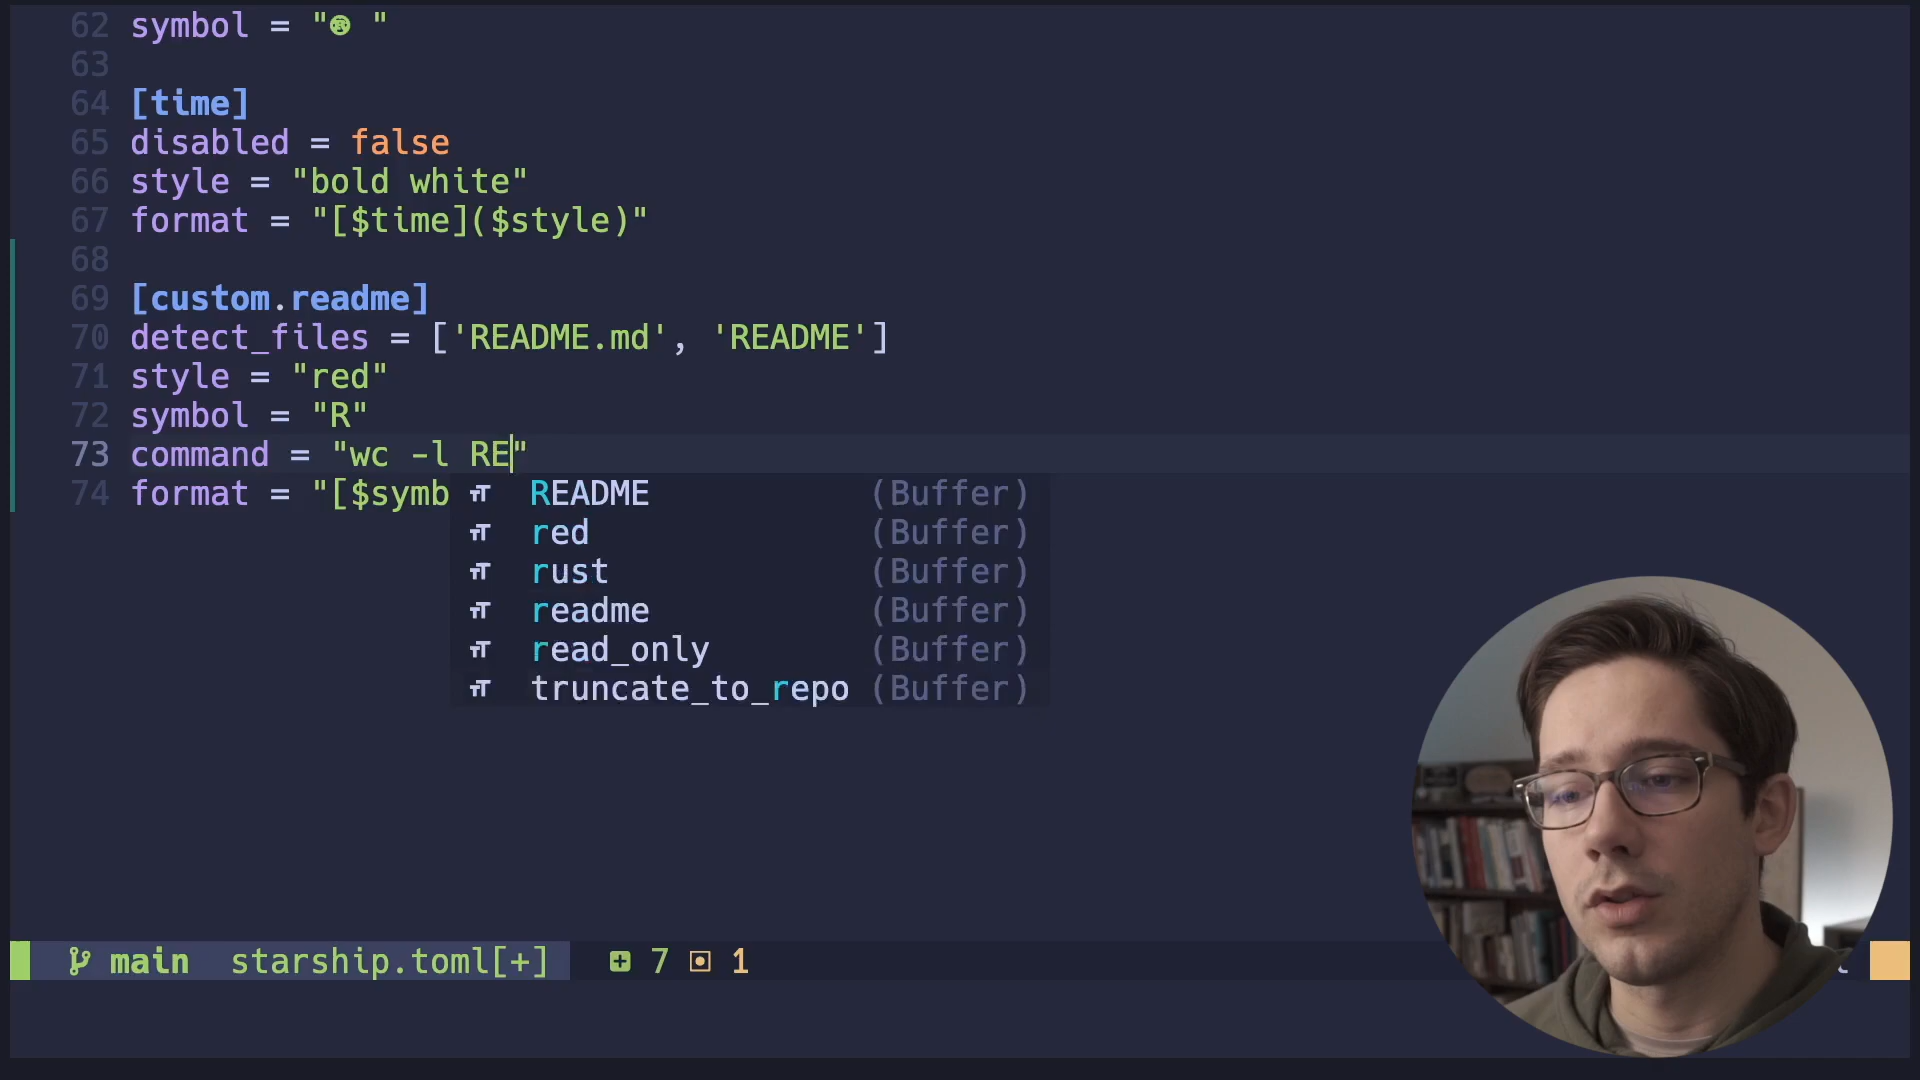 62 symbol = " "
63
64 [time]
65 disabled = false
66 style = "bold white"
67 format = "[$time]($style)"
68
69 [custom.readme]
70 detect_files = ['README.md', 'README']
71 style = "red"
72 symbol = "R"
73 command = "wc -l RE"
74 format = "[$symb
README (Buffer)
red (Buffer)
rust (Buffer)
readme (Buffer)
read_only (Buffer)
truncate_to_repo (Buffer)
main starship.toml[+] 7 1